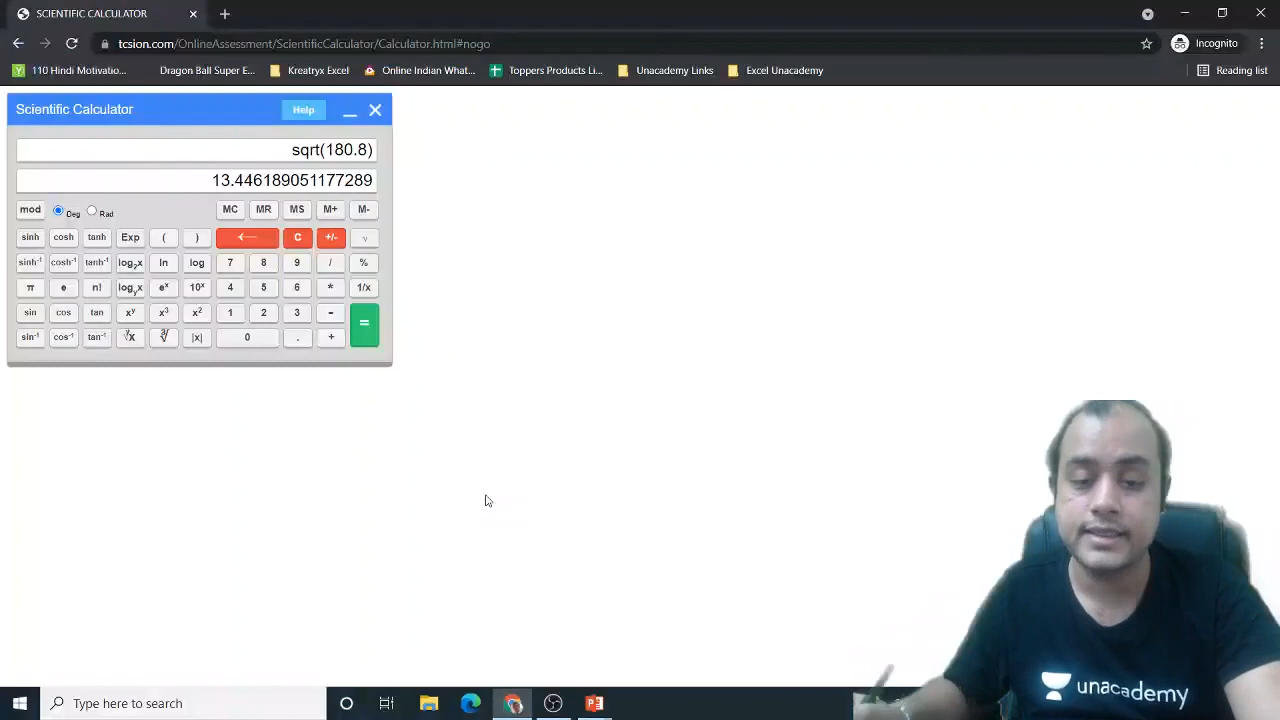 SCIENTIFIC CALCULATOR
tcsion.com/OnlineAssessment/ScientificCalculator/Calculator.html#nogo
Incognito
110 Hindi Motivatio...
Dragon Ball Super E...
Kreatryx Excel
Online Indian What...
Toppers Products Li...
Unacademy Links
Excel Unacademy
Reading list
Scientific Calculator
Help
sqrt(180.8)
13.446189051177289
mod Deg Rad MC MR MS M+ M-
sinh cosh tanh Exp ( ) ← C +/- √
sinh⁻¹ cosh⁻¹ tanh⁻¹ log₂x ln log 7 8 9 / %
π e n! logᵧx eˣ 10ˣ 4 5 6 * 1/x
sin cos tan xʸ x³ x² 1 2 3 - =
sin⁻¹ cos⁻¹ tan⁻¹ ʸ√x ³√ |x| 0 . +
unacademy
Type here to search